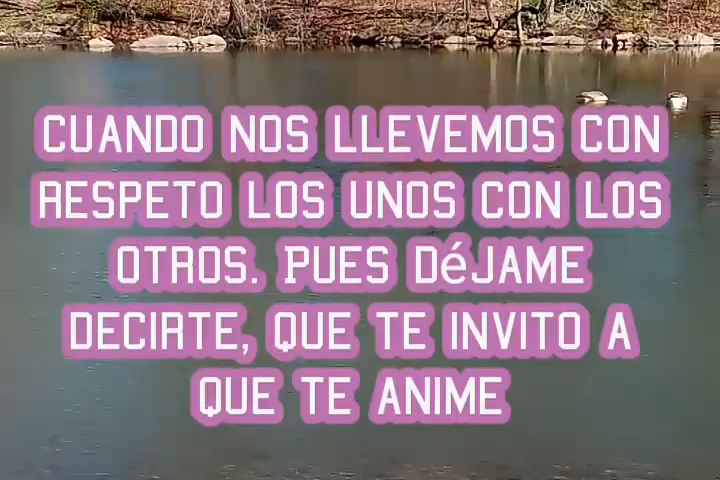 CUANDO NOS LLEVEMOS CON
RESPETO LOS UNOS CON LOS
OTROS. PUES DéJAME
DECIRTE, QUE TE INVITO A
QUE TE ANIME